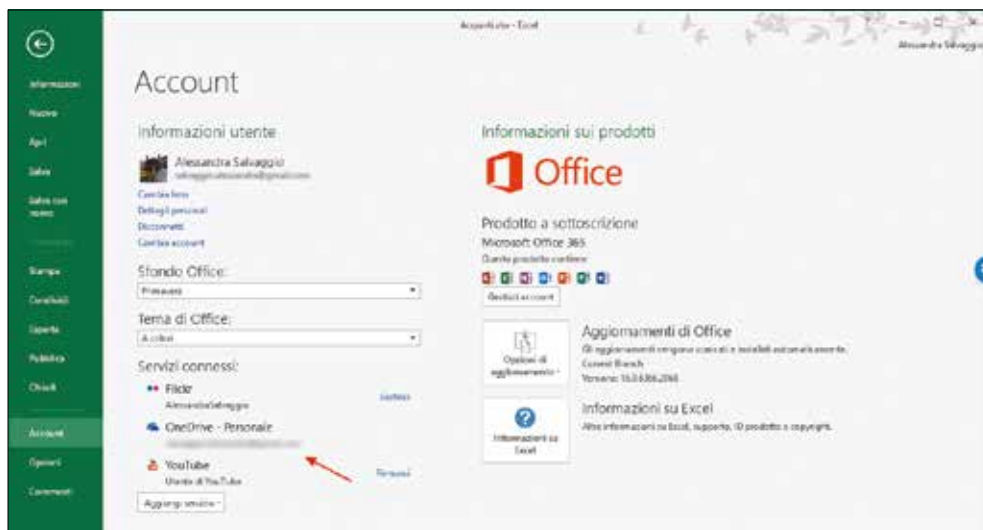 Account
Alessandra Salvaggio
Informazioni
Nuovo
Apri
Salva
Salva con
nome
Stampa
Condividi
Esporta
Pubblica
Chiudi
Account
Opzioni
Commenti
Informazioni utente
Alessandra Salvaggio
Cambia foto
Dettagli personali
Disconnetti
Cambia account
Sfondo Office:
Primavera
Tema di Office:
A colori
Servizi connessi:
Flickr
AlessandraSalvaggio
Gestisci
OneDrive - Personale
YouTube
Utente di YouTube
Rimuovi
Aggiungi servizio
Informazioni sui prodotti
Office
Prodotto a sottoscrizione
Microsoft Office 365
Questo prodotto contiene
Gestisci account
Opzioni di
aggiornamento
Aggiornamenti di Office
Gli aggiornamenti vengono scaricati e installati automaticamente.
Current Branch
Versione:
Informazioni su
Excel
Informazioni su Excel
Altre informazioni su Excel, supporto, ID prodotto e copyright.